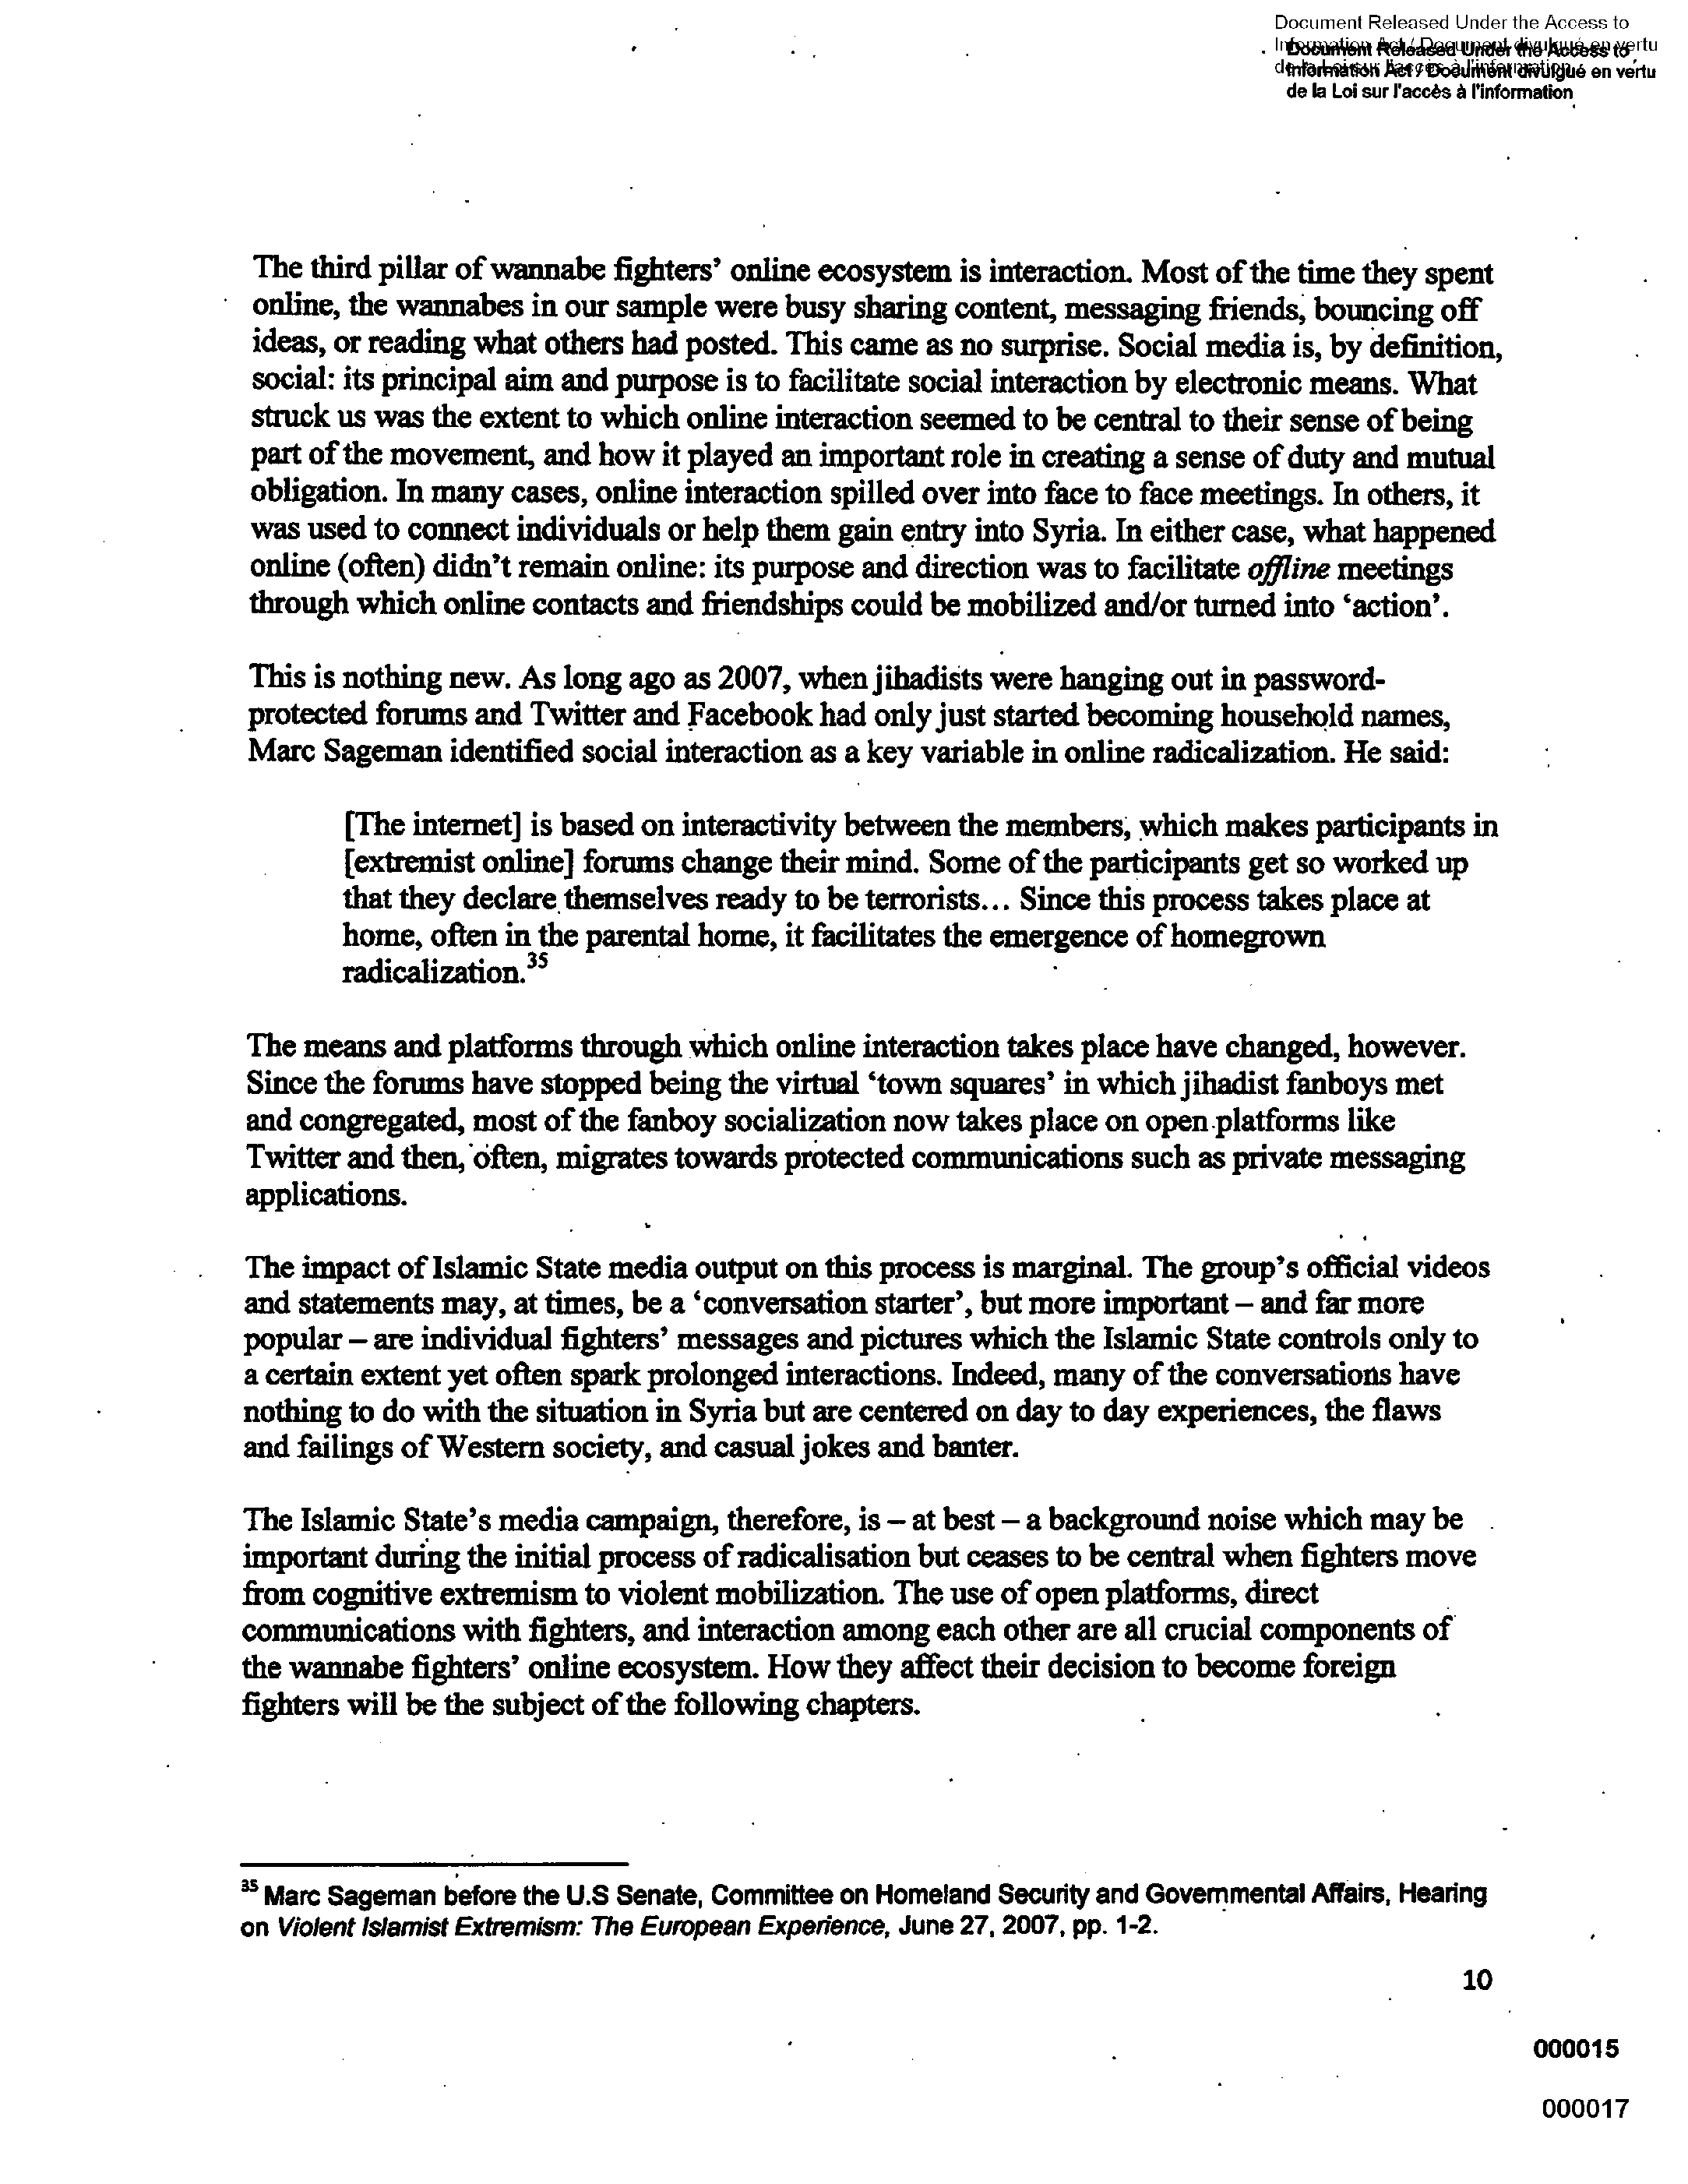 Document Released Under the Access to
Information Act / Document divulgué en vertu
de la Loi sur l'accès à l'information
Document Released Under the Access to
Information Act / Document divulgué en vertu
de la Loi sur l'accès à l'information
The third pillar of wannabe fighters’ online ecosystem is interaction. Most of the time they spent
online, the wannabes in our sample were busy sharing content, messaging friends, bouncing off
ideas, or reading what others had posted. This came as no surprise. Social media is, by definition,
social: its principal aim and purpose is to facilitate social interaction by electronic means. What
struck us was the extent to which online interaction seemed to be central to their sense of being
part of the movement, and how it played an important role in creating a sense of duty and mutual
obligation. In many cases, online interaction spilled over into face to face meetings. In others, it
was used to connect individuals or help them gain entry into Syria. In either case, what happened
online (often) didn’t remain online: its purpose and direction was to facilitate offline meetings
through which online contacts and friendships could be mobilized and/or turned into ‘action’.
This is nothing new. As long ago as 2007, when jihadists were hanging out in password-
protected forums and Twitter and Facebook had only just started becoming household names,
Marc Sageman identified social interaction as a key variable in online radicalization. He said:
[The internet] is based on interactivity between the members, which makes participants in
[extremist online] forums change their mind. Some of the participants get so worked up
that they declare themselves ready to be terrorists… Since this process takes place at
home, often in the parental home, it facilitates the emergence of homegrown
radicalization.35
The means and platforms through which online interaction takes place have changed, however.
Since the forums have stopped being the virtual ‘town squares’ in which jihadist fanboys met
and congregated, most of the fanboy socialization now takes place on open platforms like
Twitter and then, often, migrates towards protected communications such as private messaging
applications.
The impact of Islamic State media output on this process is marginal. The group’s official videos
and statements may, at times, be a ‘conversation starter’, but more important – and far more
popular – are individual fighters’ messages and pictures which the Islamic State controls only to
a certain extent yet often spark prolonged interactions. Indeed, many of the conversations have
nothing to do with the situation in Syria but are centered on day to day experiences, the flaws
and failings of Western society, and casual jokes and banter.
The Islamic State’s media campaign, therefore, is – at best – a background noise which may be
important during the initial process of radicalisation but ceases to be central when fighters move
from cognitive extremism to violent mobilization. The use of open platforms, direct
communications with fighters, and interaction among each other are all crucial components of
the wannabe fighters’ online ecosystem. How they affect their decision to become foreign
fighters will be the subject of the following chapters.
35 Marc Sageman before the U.S Senate, Committee on Homeland Security and Governmental Affairs, Hearing
on Violent Islamist Extremism: The European Experience, June 27, 2007, pp. 1-2.
10
000015
000017